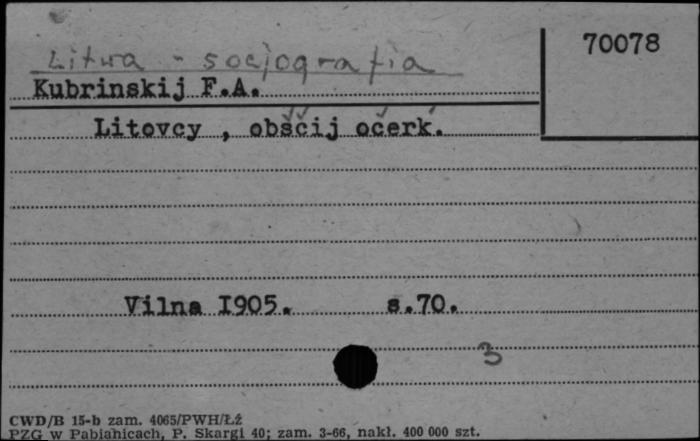 70078
Litwa - socjografia
Kubrinskij F.A.
Litovcy , obščij očerk.
Vilna I905. s.70.
3
CWD/B 15-b zam. 4065/PWH/Łź
PZG w Pabianicach, P. Skargi 40; zam. 3-66, nakł. 400 000 szt.